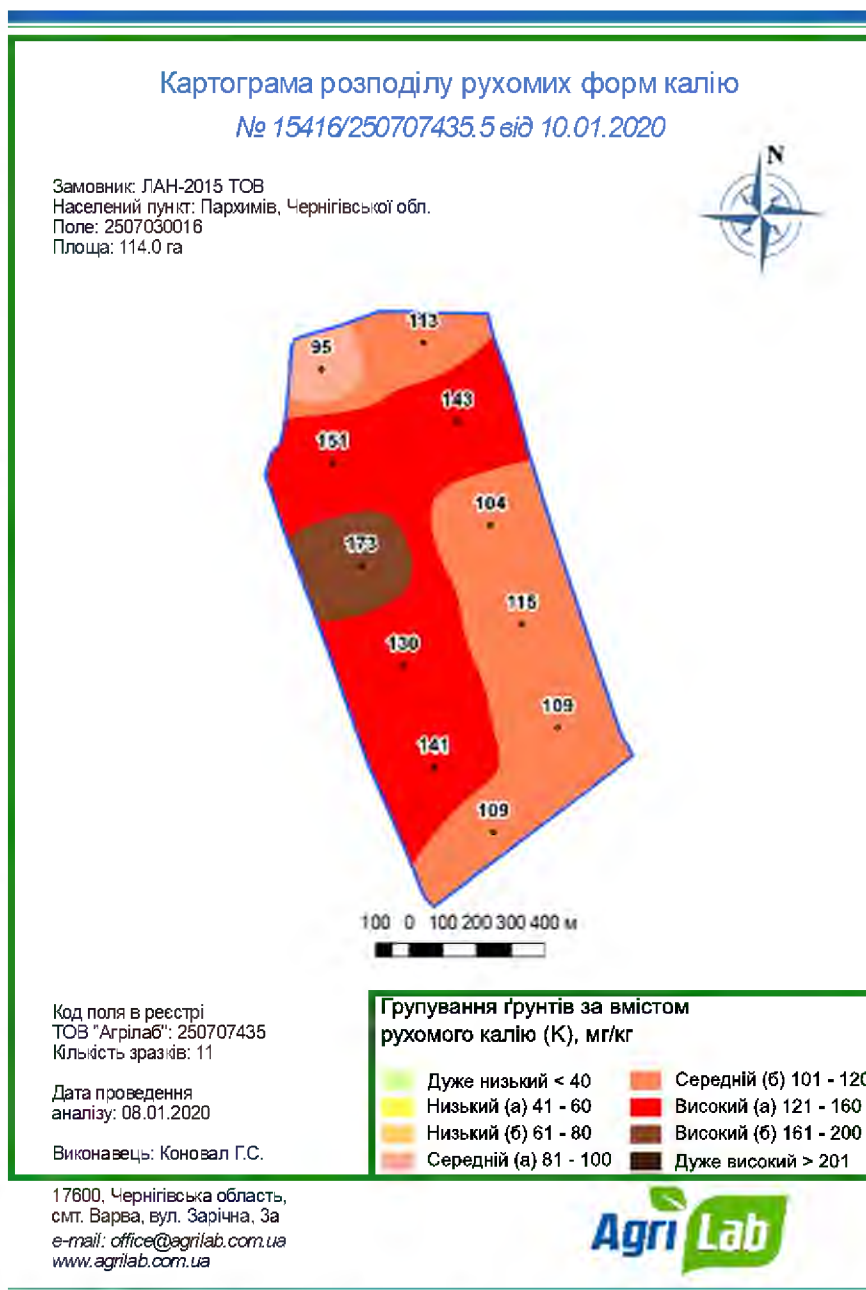 Картограма розподілу рухомих форм калію
№ 15416/250707435.5 від 10.01.2020
N
Замовник: ЛАН-2015 ТОВ
Населений пункт: Пархимів, Чернігівської обл.
Поле: 2507030016
Площа: 114.0 га
113
95
143
151
104
173
115
130
109
141
109
100 0 100 200 300 400 м
Код поля в реєстрі
ТОВ "Агрілаб": 250707435
Кількість зразків: 11
Дата проведення
аналізу: 08.01.2020
Виконавець: Коновал Г.С.
Групування ґрунтів за вмістом
рухомого калію (К), мг/кг
Дуже низький < 40
Низький (а) 41 - 60
Низький (б) 61 - 80
Середній (а) 81 - 100
Середній (б) 101 - 120
Високий (а) 121 - 160
Високий (б) 161 - 200
Дуже високий > 201
17600, Чернігівська область,
смт. Варва, вул. Зарічна, 3а
e-mail: office@agrilab.com.ua
www.agrilab.com.ua
Agri Lab